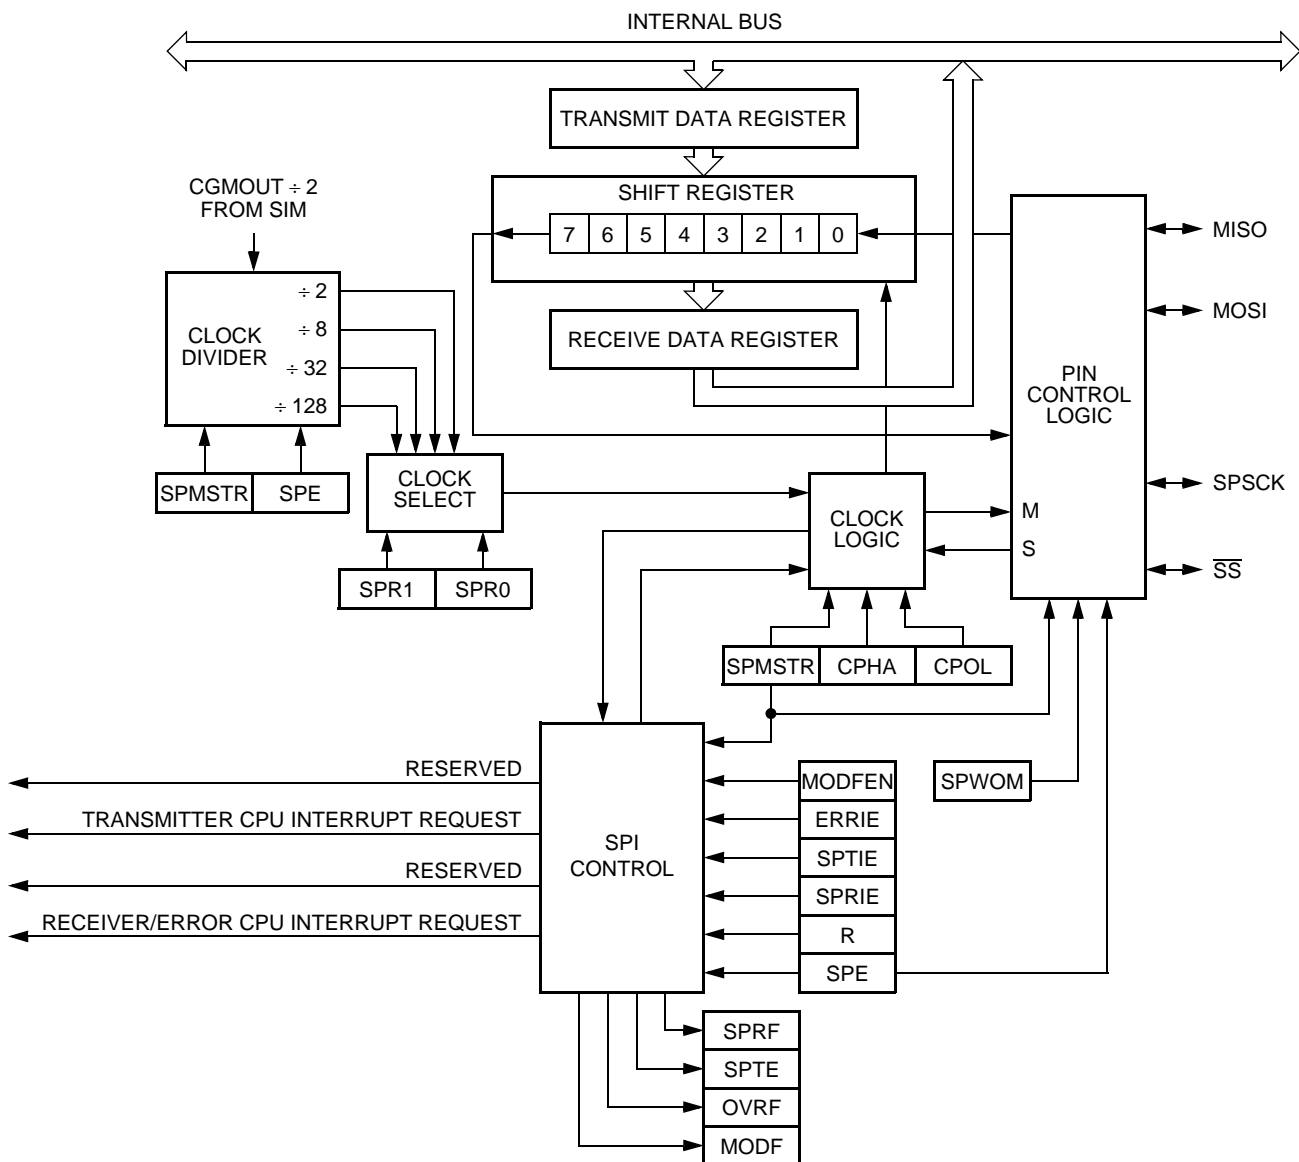 INTERNAL BUS
TRANSMIT DATA REGISTER
SHIFT REGISTER
7 6 5 4 3 2 1 0
RECEIVE DATA REGISTER
CGMOUT ÷ 2
FROM SIM
CLOCK
DIVIDER
÷ 2
÷ 8
÷ 32
÷ 128
SPMSTR SPE
CLOCK
SELECT
SPR1 SPR0
CLOCK
LOGIC
SPMSTR CPHA CPOL
PIN
CONTROL
LOGIC
M
S
MISO
MOSI
SPSCK
SS
SPWOM
RESERVED
TRANSMITTER CPU INTERRUPT REQUEST
RESERVED
RECEIVER/ERROR CPU INTERRUPT REQUEST
SPI
CONTROL
MODFEN
ERRIE
SPTIE
SPRIE
R
SPE
SPRF
SPTE
OVRF
MODF